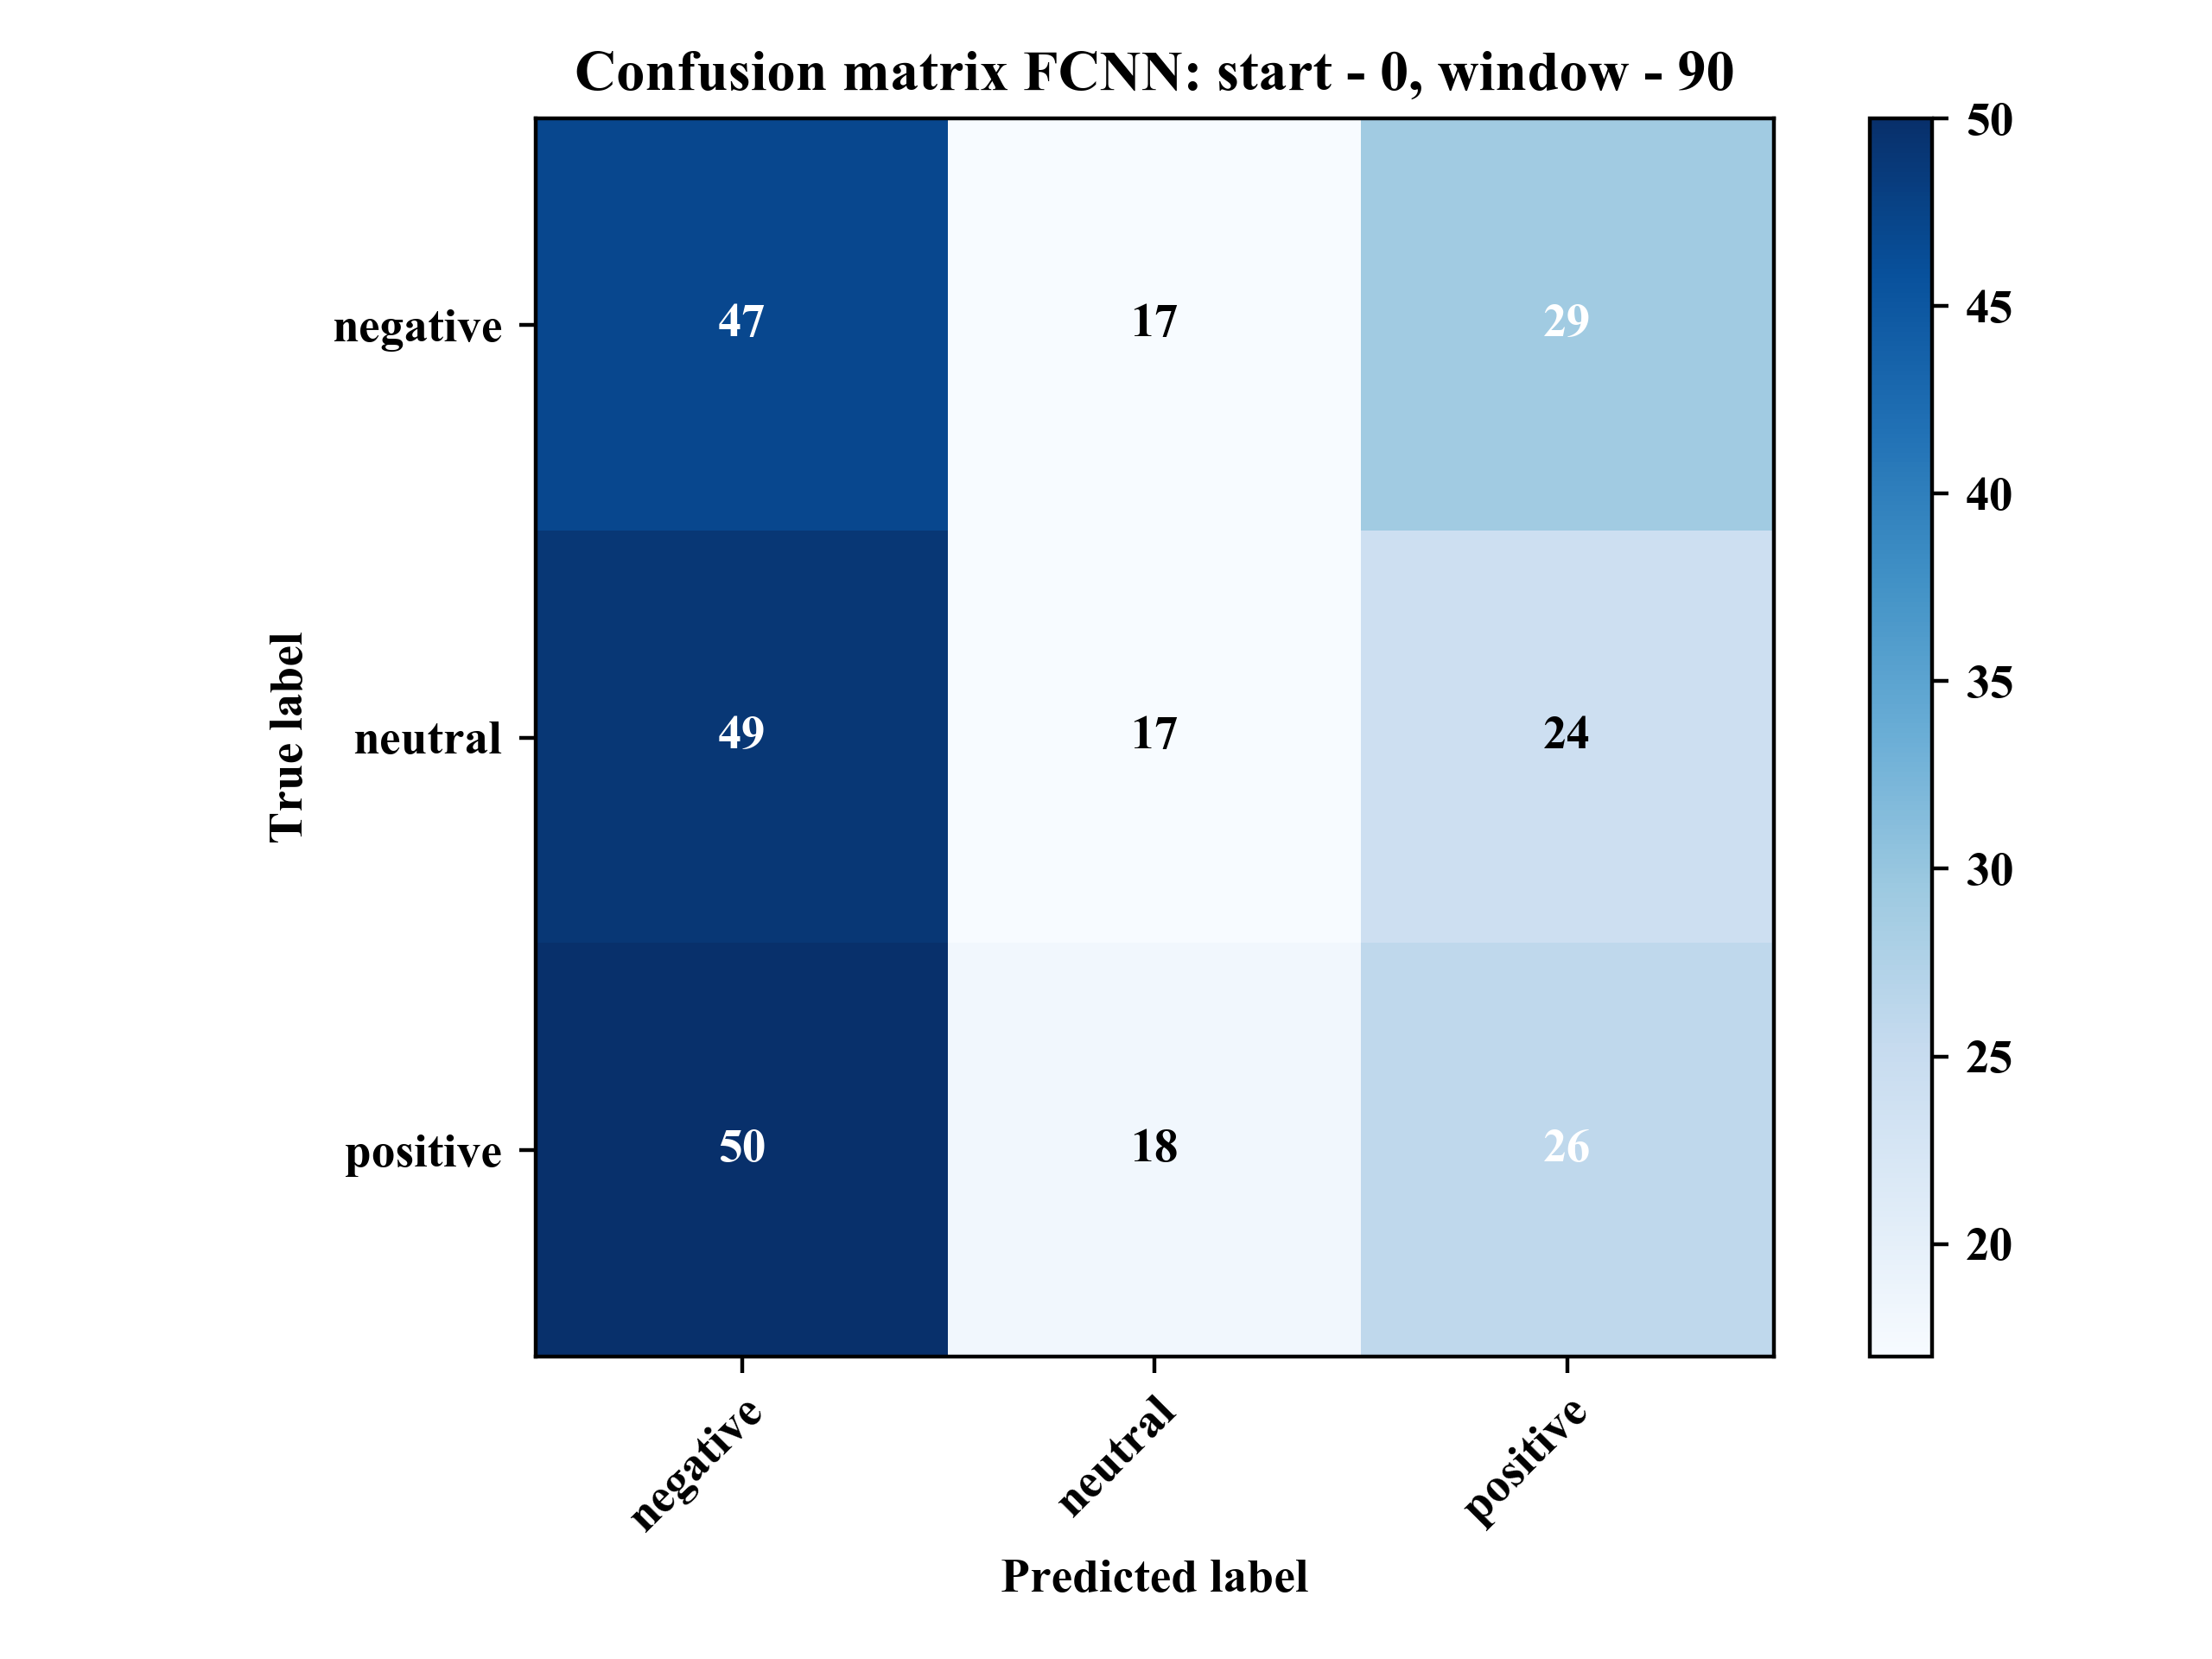 Confusion matrix FCNN: start - 0, window - 90
50
45
40
35
30
25
20
True label
negative
47 17 29
neutral
49 17 24
positive
50 18 26
negative
neutral
positive
Predicted label